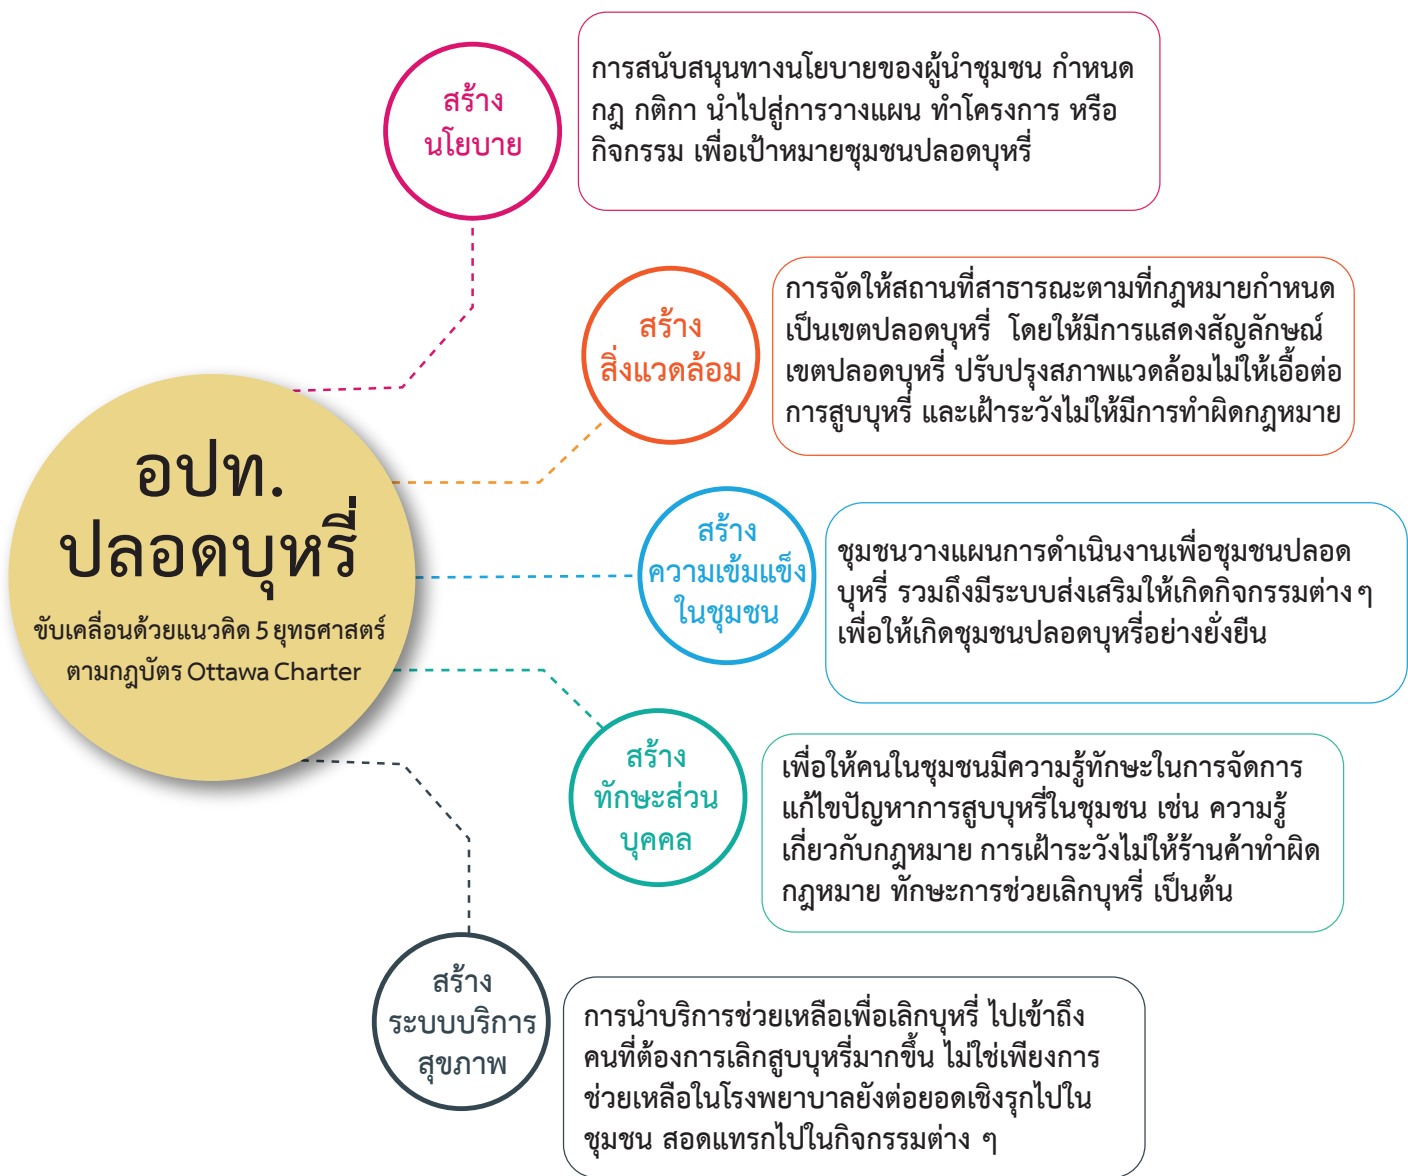 สร้าง
นโยบาย
การสนับสนุนทางนโยบายของผู้นำชุมชน กำหนด
กฎ กติกา นำไปสู่การวางแผน ทำโครงการ หรือ
กิจกรรม เพื่อเป้าหมายชุมชนปลอดบุหรี่
สร้าง
สิ่งแวดล้อม
การจัดให้สถานที่สาธารณะตามที่กฎหมายกำหนด
เป็นเขตปลอดบุหรี่ โดยให้มีการแสดงสัญลักษณ์
เขตปลอดบุหรี่ ปรับปรุงสภาพแวดล้อมไม่ให้เอื้อต่อ
การสูบบุหรี่ และเฝ้าระวังไม่ให้มีการทำผิดกฎหมาย
อปท.
ปลอดบุหรี่
ขับเคลื่อนด้วยแนวคิด 5 ยุทธศาสตร์
ตามกฎบัตร Ottawa Charter
สร้าง
ความเข้มแข็ง
ในชุมชน
ชุมชนวางแผนการดำเนินงานเพื่อชุมชนปลอด
บุหรี่ รวมถึงมีระบบส่งเสริมให้เกิดกิจกรรมต่าง ๆ
เพื่อให้เกิดชุมชนปลอดบุหรี่อย่างยั่งยืน
สร้าง
ทักษะส่วน
บุคคล
เพื่อให้คนในชุมชนมีความรู้ทักษะในการจัดการ
แก้ไขปัญหาการสูบบุหรี่ในชุมชน เช่น ความรู้
เกี่ยวกับกฎหมาย การเฝ้าระวังไม่ให้ร้านค้าทำผิด
กฎหมาย ทักษะการช่วยเลิกบุหรี่ เป็นต้น
สร้าง
ระบบบริการ
สุขภาพ
การนำบริการช่วยเหลือเพื่อเลิกบุหรี่ ไปเข้าถึง
คนที่ต้องการเลิกสูบบุหรี่มากขึ้น ไม่ใช่เพียงการ
ช่วยเหลือในโรงพยาบาลยังต่อยอดเชิงรุกไปใน
ชุมชน สอดแทรกไปในกิจกรรมต่าง ๆ